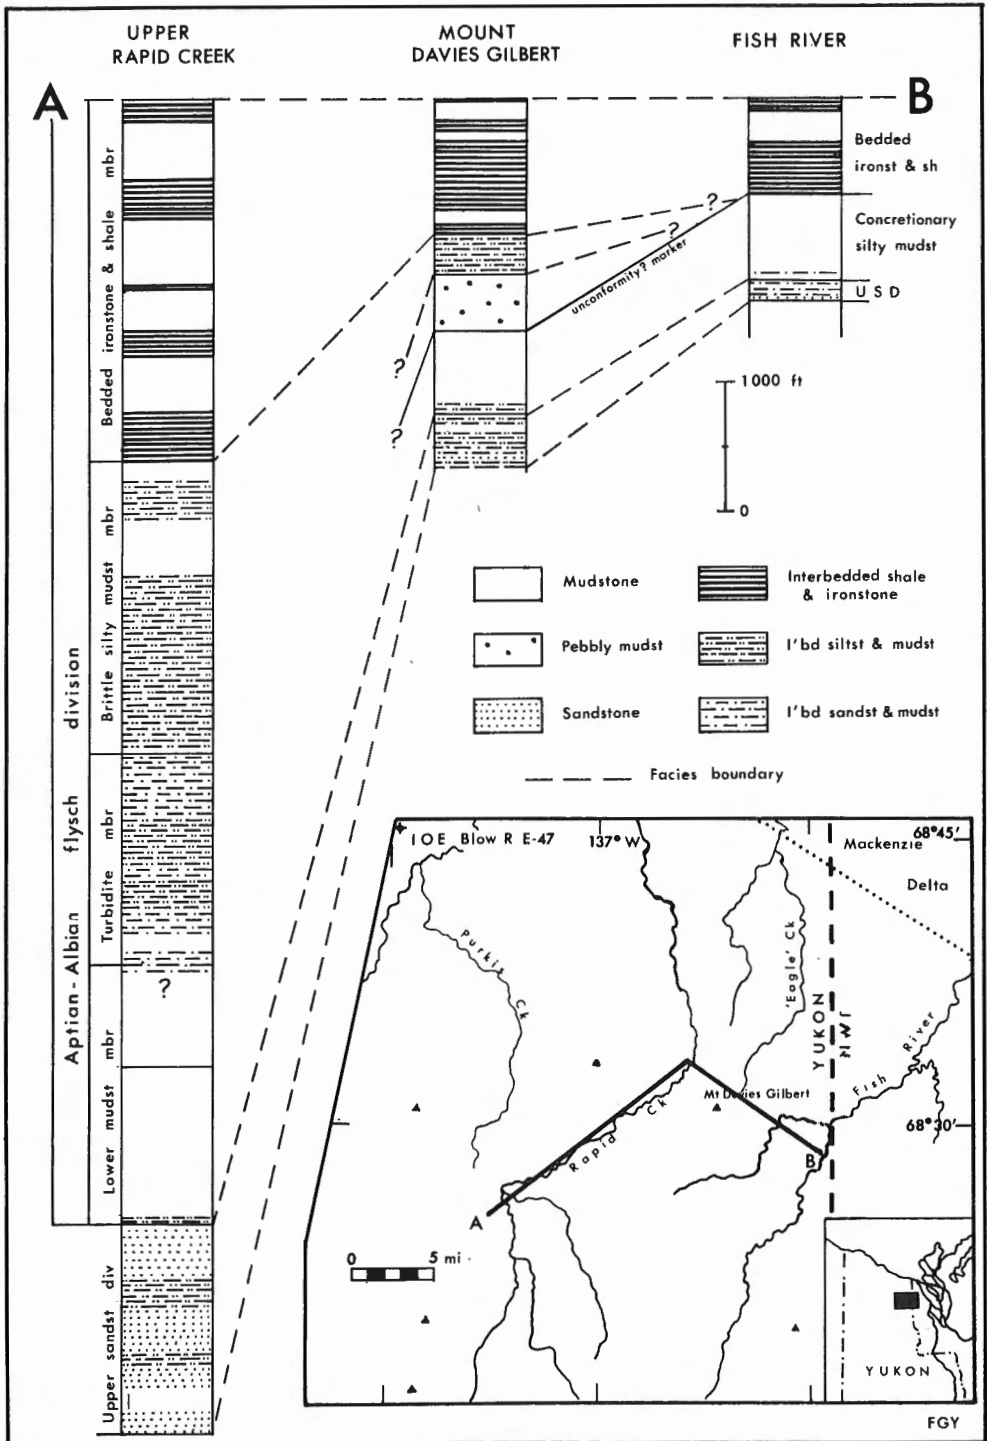 UPPER
RAPID CREEK
MOUNT
DAVIES GILBERT
FISH RIVER
A
B
Aptian - Albian flysch division
Bedded ironstone & shale mbr
Brittle silty mudst mbr
Turbidite mbr
Lower mudst mbr
Upper sandst div
?
?
?
?
?
unconformity? marker
Bedded
ironst & sh
Concretionary
silty mudst
U S D
1000 ft
0
Mudstone
Interbedded shale
& ironstone
Pebbly mudst
I'bd siltst & mudst
Sandstone
I'bd sandst & mudst
Facies boundary
IOE Blow R E-47
137° W
68°45'
Mackenzie
Delta
Purkis Ck
'Eagle' Ck
YUKON
NWT
Fish River
Mt Davies Gilbert
68°30'
Rapid Ck
A
B
0 5 mi
YUKON
FGY